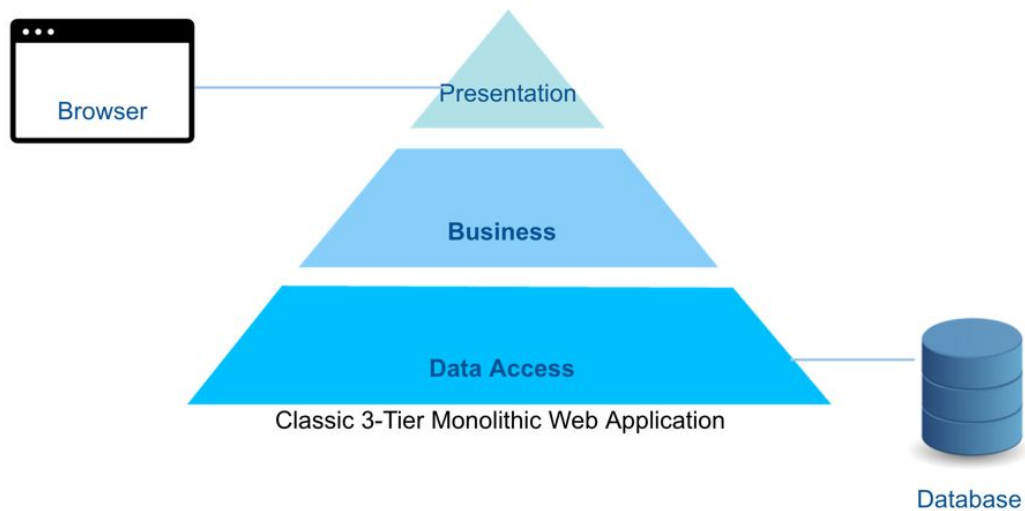 Browser
Presentation
Business
Data Access
Classic 3-Tier Monolithic Web Application
Database